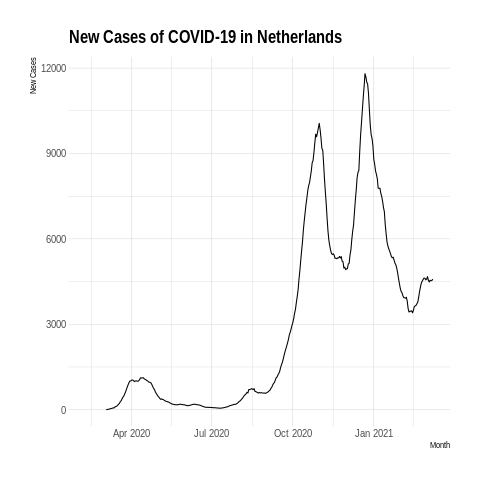 New Cases of COVID-19 in Netherlands
New Cases
12000
9000
6000
3000
0
Apr 2020 Jul 2020 Oct 2020 Jan 2021
Month